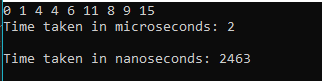 0 1 4 4 6 11 8 9 15
Time taken in microseconds: 2
Time taken in nanoseconds: 2463